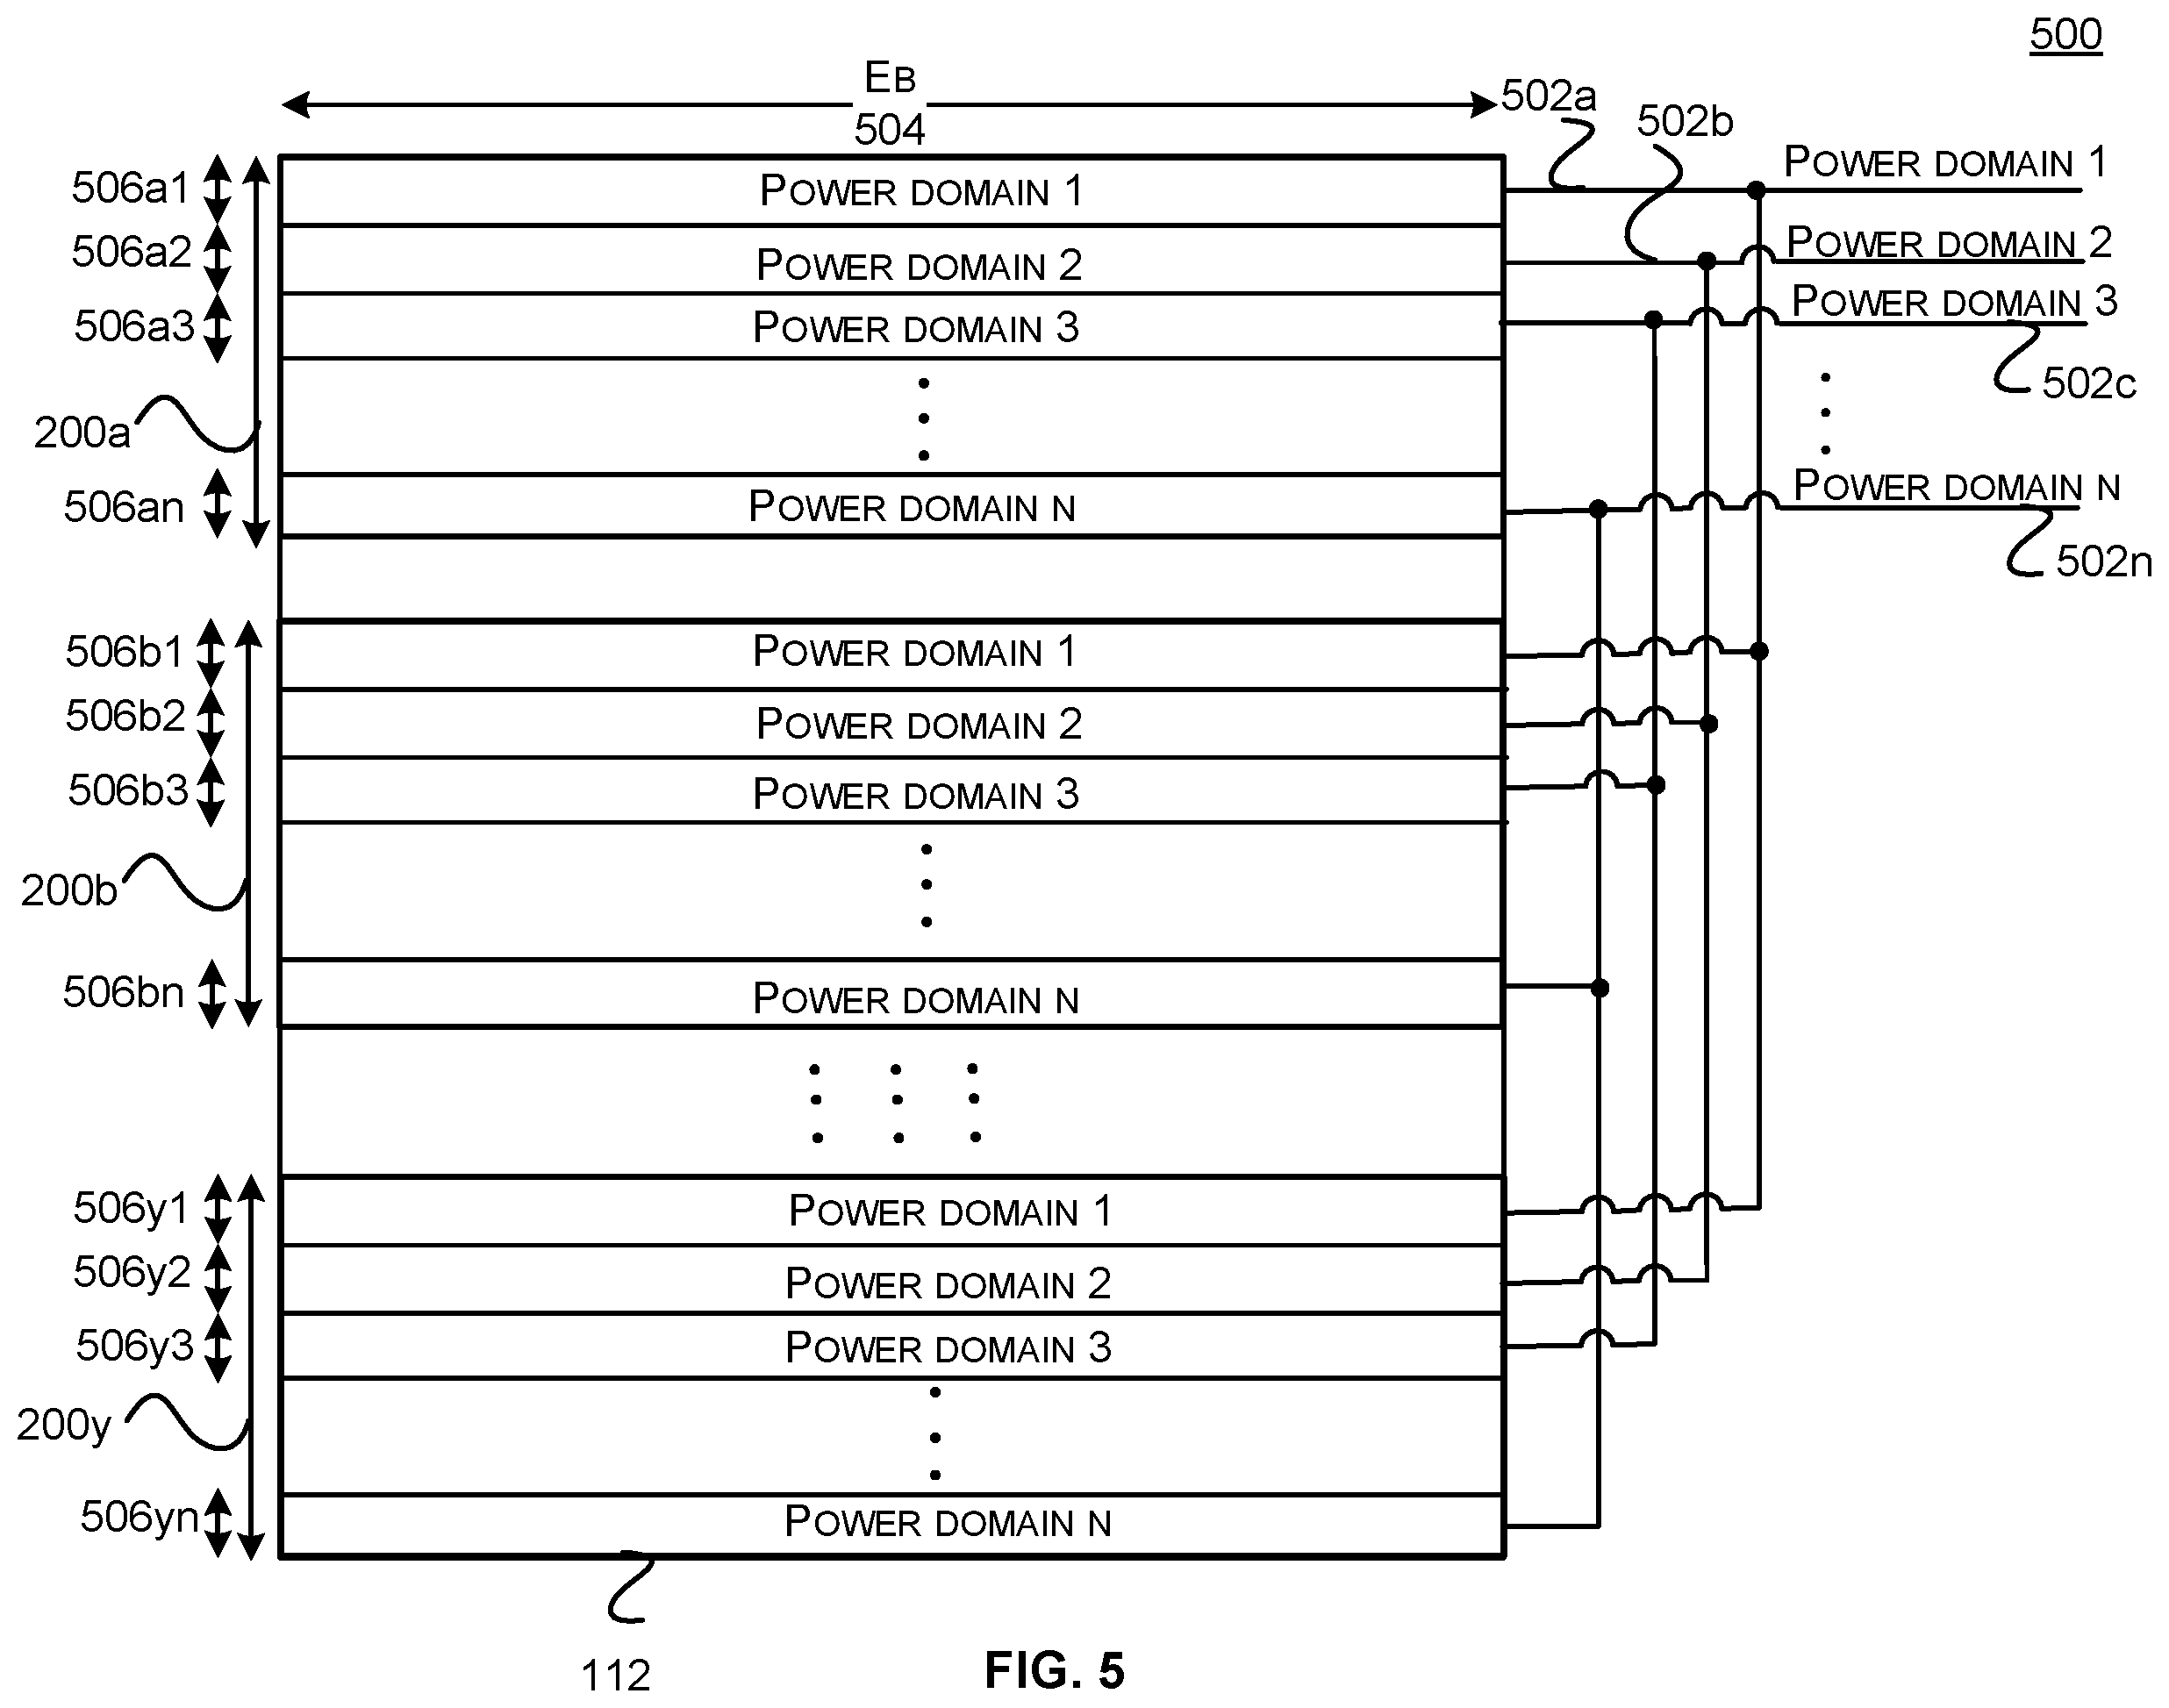 500
EB
504
502a
502b
506a1
POWER DOMAIN 1
POWER DOMAIN 1
506a2
POWER DOMAIN 2
POWER DOMAIN 2
506a3
POWER DOMAIN 3
POWER DOMAIN 3
502c
200a
506an
POWER DOMAIN N
POWER DOMAIN N
502n
506b1
POWER DOMAIN 1
506b2
POWER DOMAIN 2
506b3
POWER DOMAIN 3
200b
506bn
POWER DOMAIN N
506y1
POWER DOMAIN 1
506y2
POWER DOMAIN 2
506y3
POWER DOMAIN 3
200y
506yn
POWER DOMAIN N
112
FIG. 5